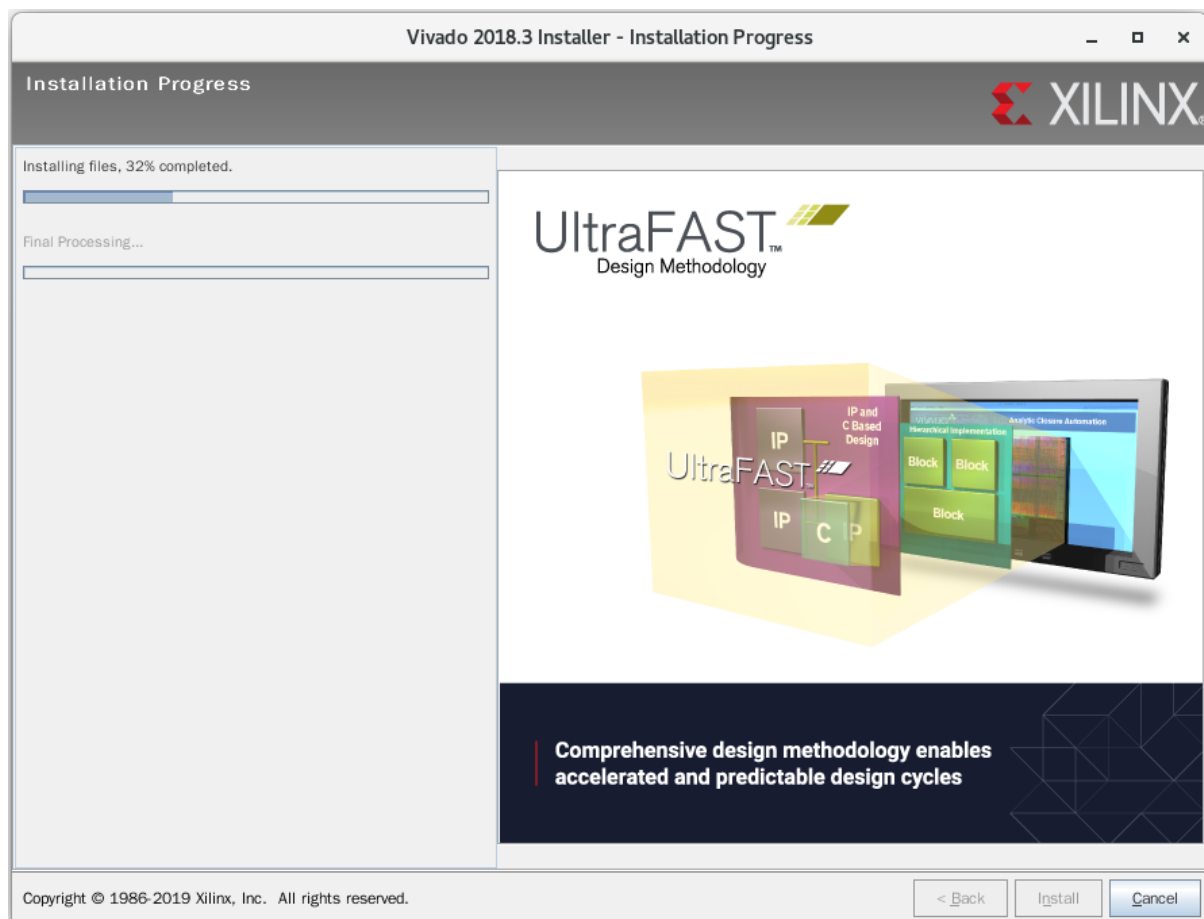 Vivado 2018.3 Installer - Installation Progress
Installation Progress
XILINX
Installing files, 32% completed.
Final Processing...
UltraFAST™
Design Methodology
IP and
C Based
Design
IP
UltraFAST
IP
C
IP
Analytic Closure Automation
Hierarchical Implementation
Block
Block
Block
Comprehensive design methodology enables
accelerated and predictable design cycles
Copyright © 1986-2019 Xilinx, Inc. All rights reserved.
< Back
Install
Cancel